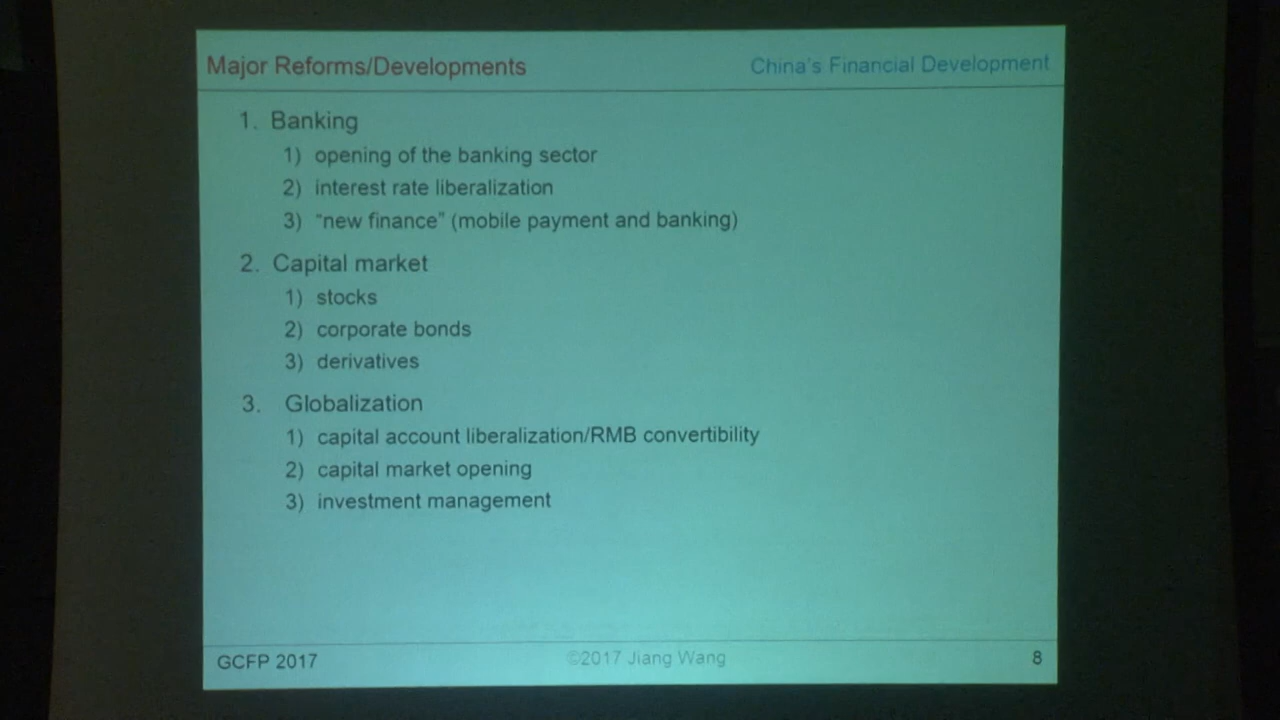 Major Reforms/Developments
China's Financial Development
1. Banking
1) opening of the banking sector
2) interest rate liberalization
3) "new finance" (mobile payment and banking)
2. Capital market
1) stocks
2) corporate bonds
3) derivatives
3. Globalization
1) capital account liberalization/RMB convertibility
2) capital market opening
3) investment management
GCFP 2017
©2017 Jiang Wang
8